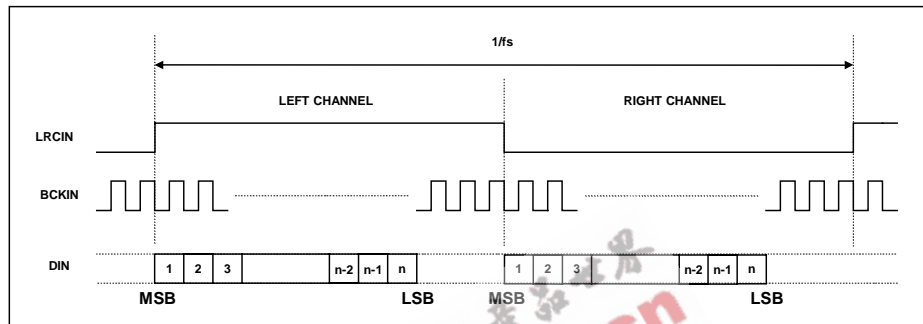 1/fs
LEFT CHANNEL RIGHT CHANNEL
LRCIN
BCKIN
DIN 1 2 3 n-2 n-1 n 1 2 3 n-2 n-1 n
MSB LSB MSB LSB